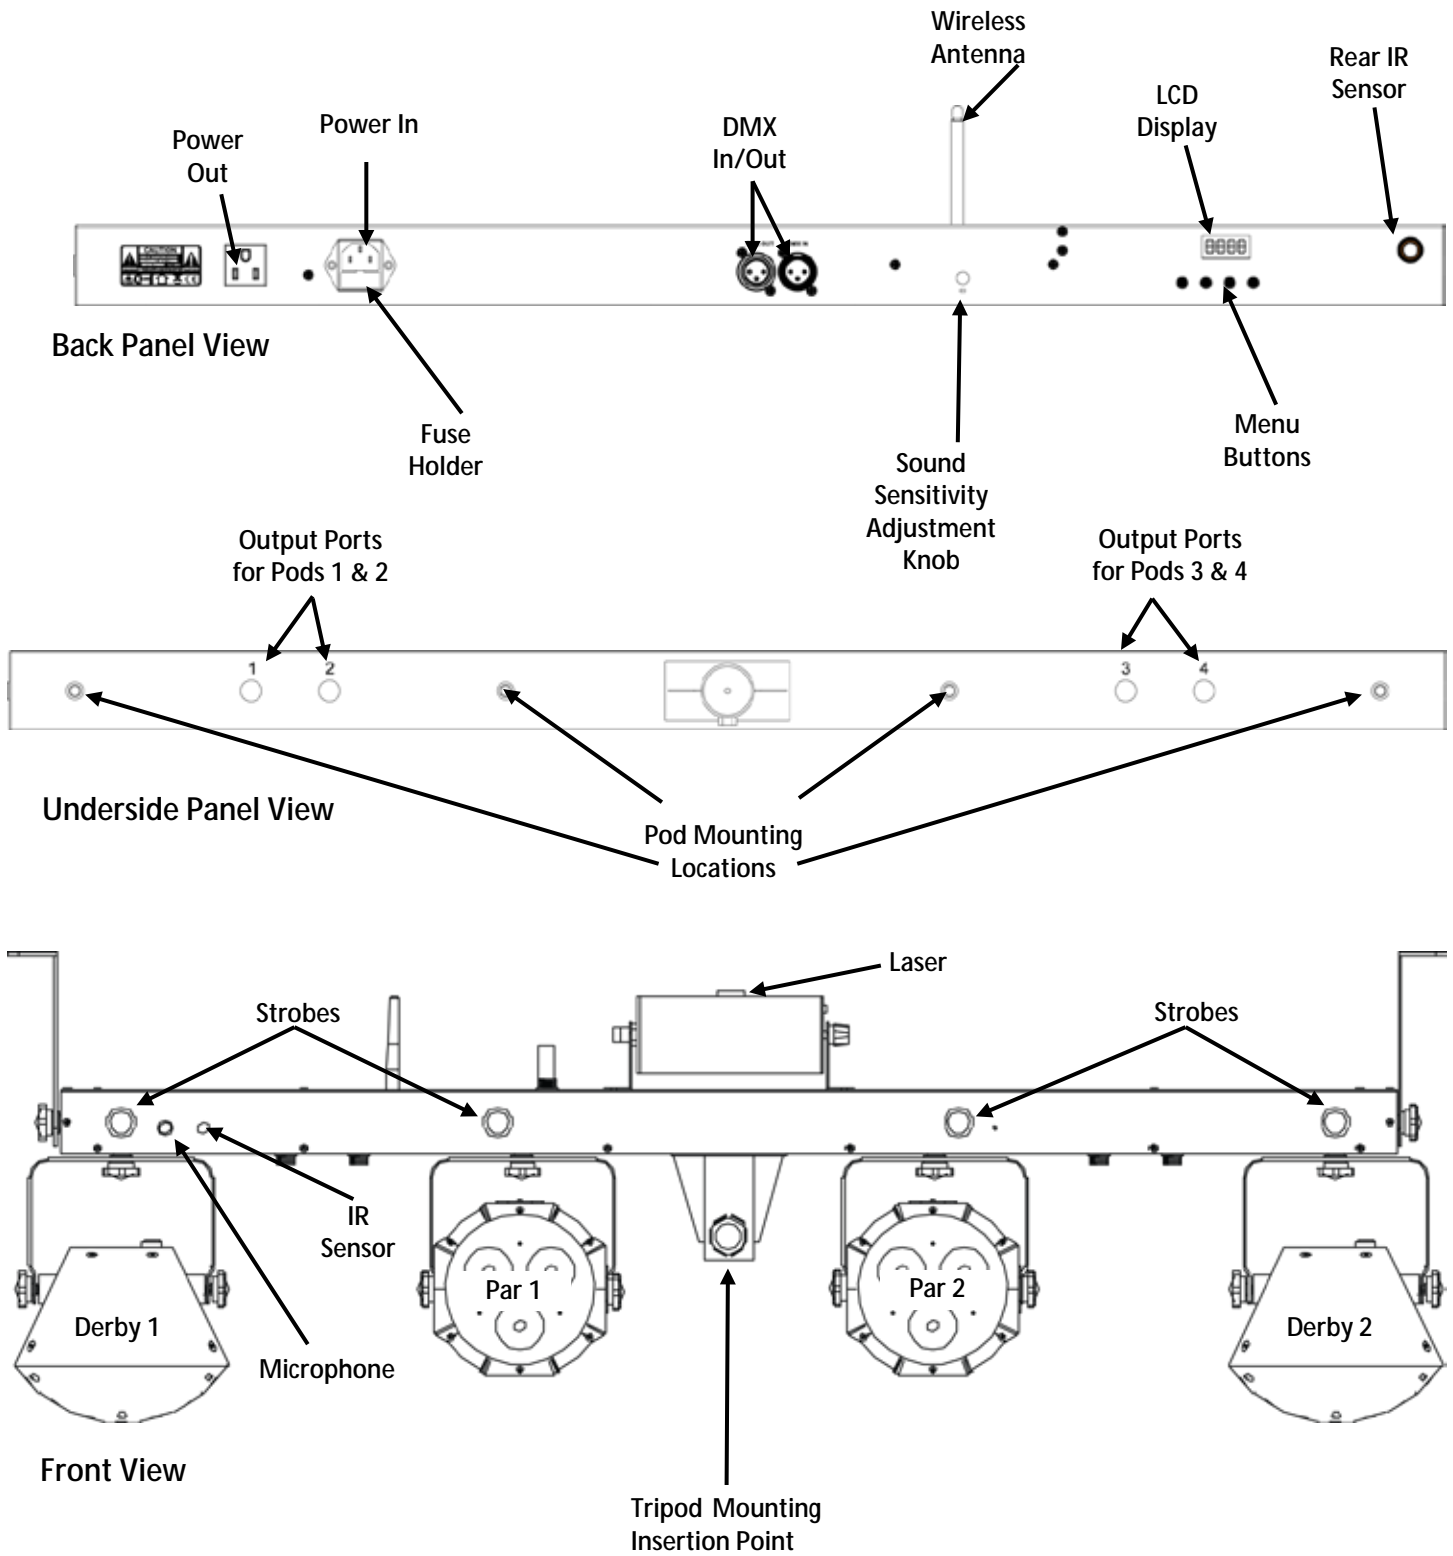 Wireless
Antenna
Rear IR
Sensor
LCD
Display
Power In
DMX
In/Out
Power
Out
CAUTION
OUT
IN
Back Panel View
Fuse
Holder
Sound
Sensitivity
Adjustment
Knob
Menu
Buttons
Output Ports
for Pods 1 & 2
Output Ports
for Pods 3 & 4
1
2
3
4
Underside Panel View
Pod Mounting
Locations
Laser
Strobes
Strobes
IR
Sensor
Par 1
Par 2
Derby 1
Derby 2
Microphone
Front View
Tripod Mounting
Insertion Point